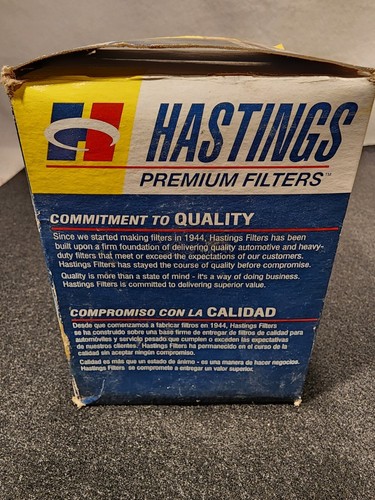 HASTINGS
PREMIUM FILTERS™
COMMITMENT TO QUALITY
Since we started making filters in 1944, Hastings Filters has been
built upon a firm foundation of delivering quality automotive and heavy-
duty filters that meet or exceed the expectations of our customers.
Hastings Filters has stayed the course of quality before compromise.
Quality is more than a state of mind - it's a way of doing business.
Hastings Filters is committed to delivering superior value.
COMPROMISO CON LA CALIDAD
Desde que comenzamos a fabricar filtros en 1944, Hastings Filters
se ha construido sobre una base firme de entrega de filtros de calidad para
automóviles y servicio pesado que cumplen o exceden las expectativas
de nuestros clientes. Hastings Filters ha permanecido en el curso de la
calidad sin aceptar ningún compromiso.
Calidad es más que un estado de ánimo - es una manera de hacer negocios.
Hastings Filters se compromete a entregar un valor superior.